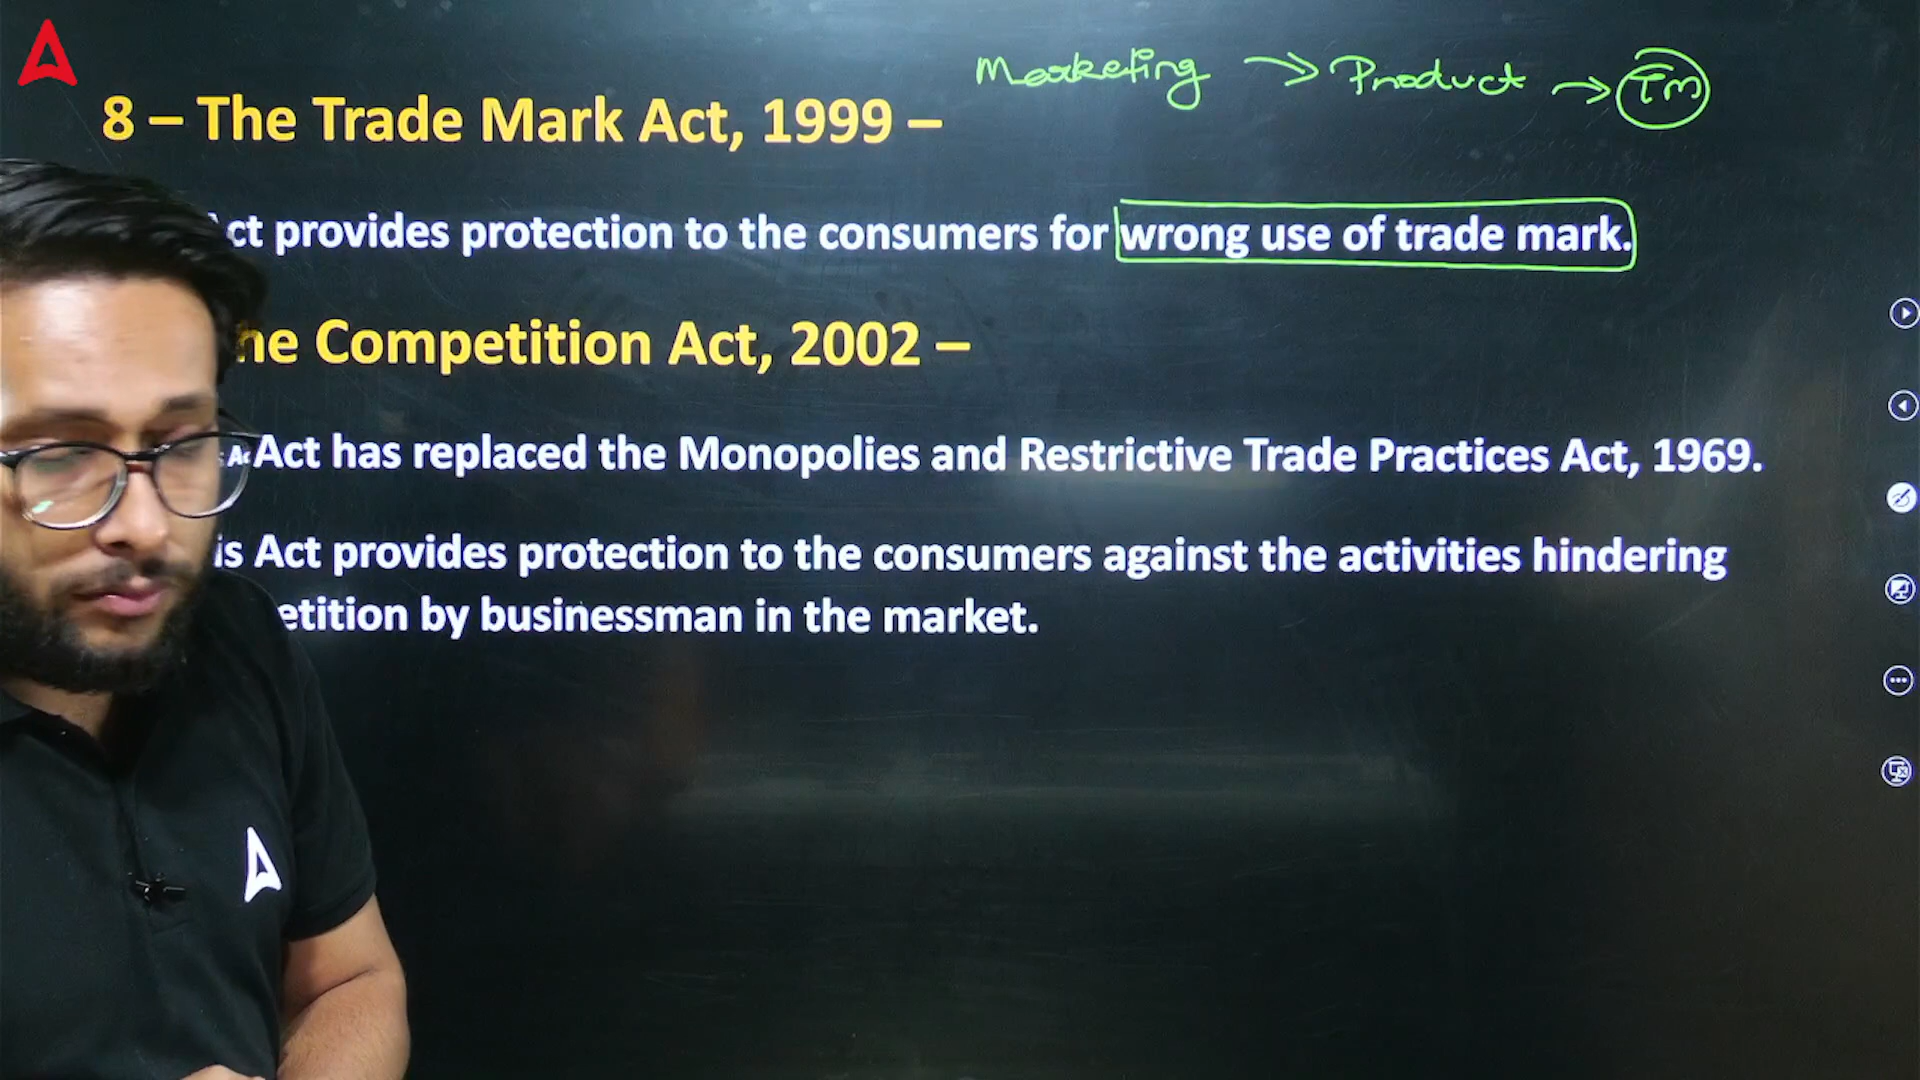 Marketing → Product → TM
8 – The Trade Mark Act, 1999 –
ct provides protection to the consumers for wrong use of trade mark.
he Competition Act, 2002 –
Act has replaced the Monopolies and Restrictive Trade Practices Act, 1969.
is Act provides protection to the consumers against the activities hindering
etition by businessman in the market.